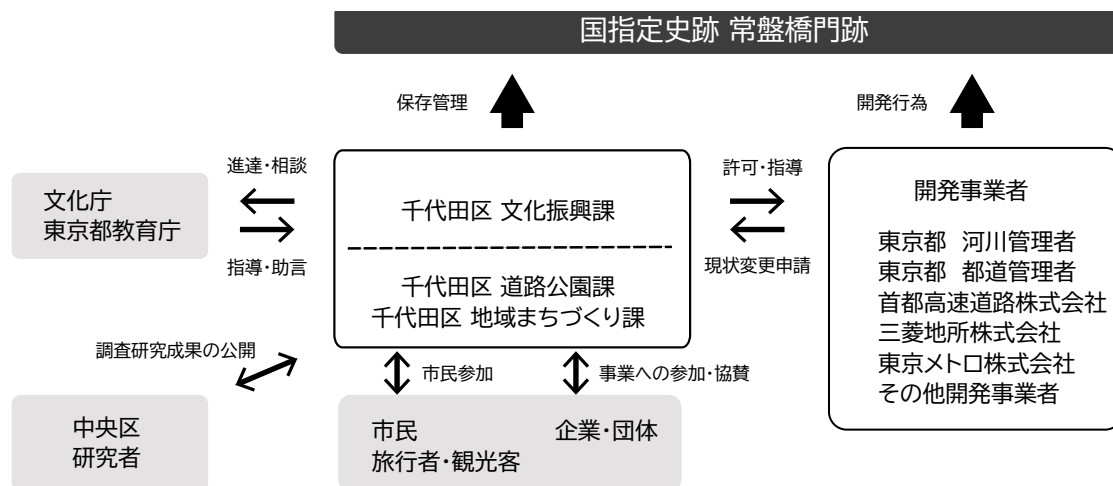 国指定史跡 常盤橋門跡
保存管理
開発行為
進達・相談
許可・指導
文化庁
東京都教育庁
千代田区 文化振興課
開発事業者
指導・助言
現状変更申請
千代田区 道路公園課
千代田区 地域まちづくり課
東京都 河川管理者
東京都 都道管理者
首都高速道路株式会社
三菱地所株式会社
東京メトロ株式会社
その他開発事業者
調査研究成果の公開
市民参加
事業への参加・協賛
中央区
研究者
市民
旅行者・観光客
企業・団体